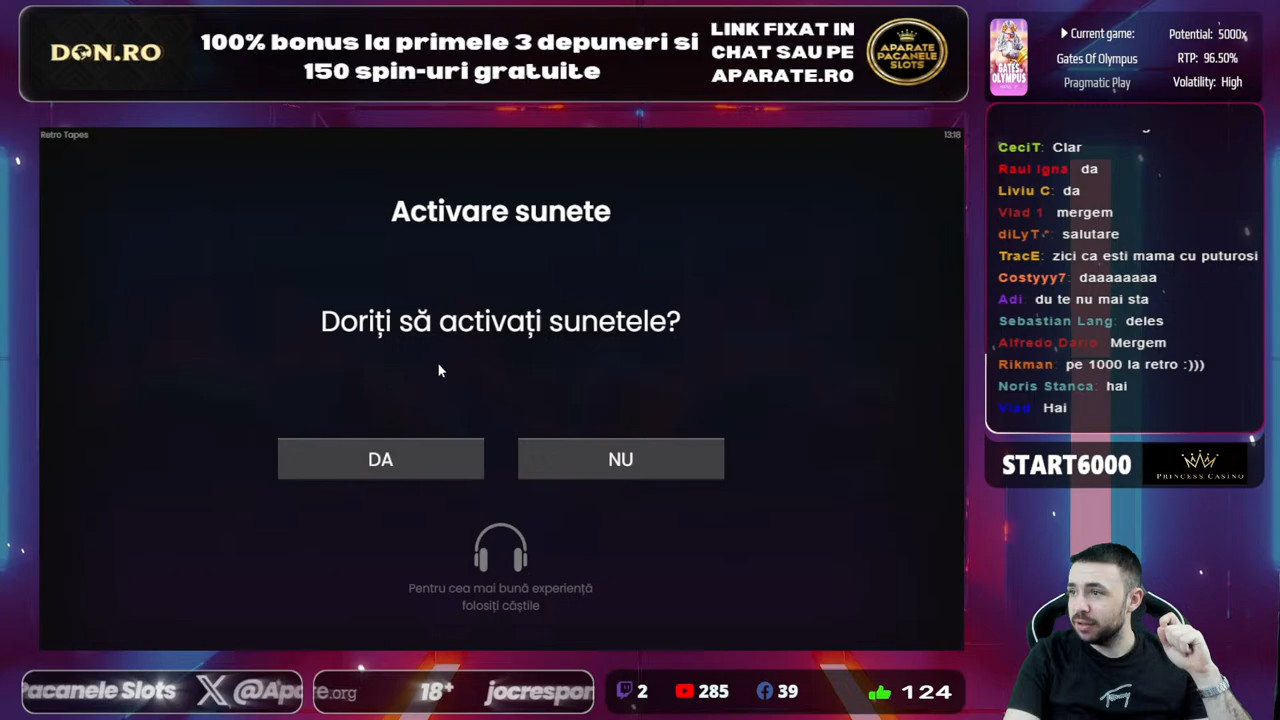 DON.RO
100% bonus la primele 3 depuneri si
150 spin-uri gratuite
LINK FIXAT IN
CHAT SAU PE
APARATE.RO
APARATE
PACANELE
SLOTS
GATES OF
OLYMPUS
Current game:
Gates Of Olympus
Pragmatic Play
Potential: 5000x
RTP: 96.50%
Volatility: High
Retro Tapes
13:18
Activare sunete
Doriți să activați sunetele?
DA
NU
Pentru cea mai bună experiență
folosiți căștile
CeciT: Clar
Raul Igna da
Liviu C: da
Vlad 1 mergem
diLyT: salutare
TracE: zici ca esti mama cu puturosi
Costyyy7: daaaaaaaa
Adi du te nu mai sta
Sebastian Lang: deles
Alfredo Dario Mergem
Rikman: pe 1000 la retro :)))
Noris Stanca: hai
Vlad Hai
START6000
PRINCESS CASINO
Pacanele Slots
@Apa
te.org
18+
jocrespon
2
285
39
124